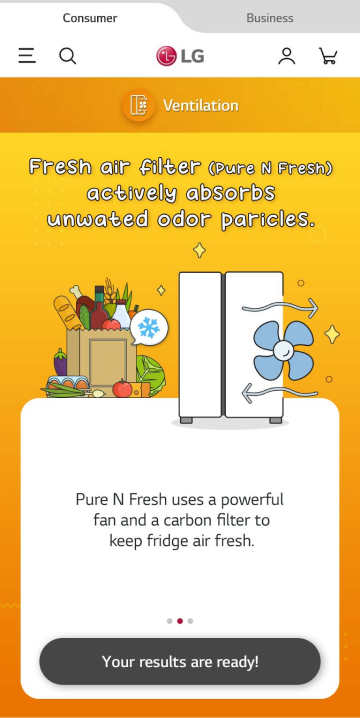 Consumer
Business
LG
Ventilation
Fresh air filter (Pure N Fresh)
actively absorbs
unwated odor paricles.
Pure N Fresh uses a powerful
fan and a carbon filter to
keep fridge air fresh.
Your results are ready!